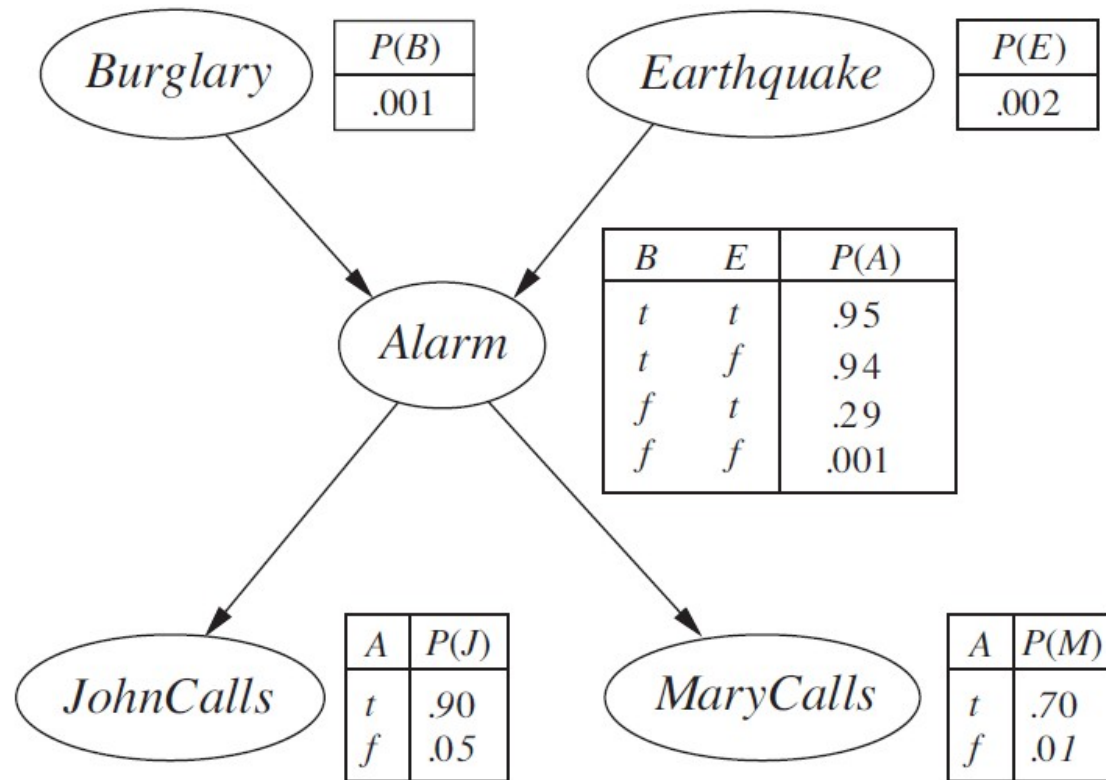 Burglary
P(B)
.001
Earthquake
P(E)
.002
B E P(A)
t t .95
t f .94
f t .29
f f .001
Alarm
JohnCalls
A P(J)
t .90
f .05
MaryCalls
A P(M)
t .70
f .01